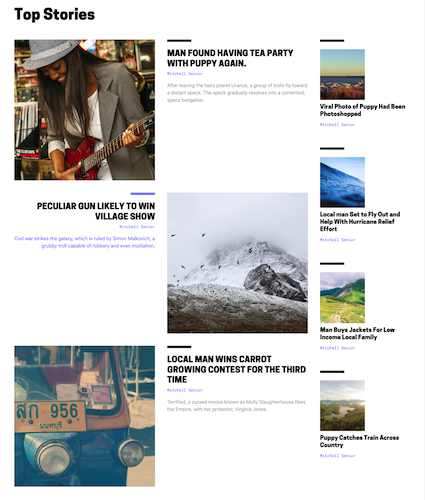 Top Stories
MAN FOUND HAVING TEA PARTY
WITH PUPPY AGAIN.
Mitchell Senior
After leaving the hairy planet Uranus, a group of trolls fly toward
a distant speck. The speck gradually resolves into a contented,
space bungalow.
PECULIAR GUN LIKELY TO WIN
VILLAGE SHOW
Mitchell Senior
Civil war strikes the galaxy, which is ruled by Simon Malkovich, a
grubby troll capable of robbery and even mutilation.
สก 956
นนทบุรี
LOCAL MAN WINS CARROT
GROWING CONTEST FOR THE THIRD
TIME
Mitchell Senior
Terrified, a cursed moose known as Molly Slaughterhouse flees
the Empire, with her protector, Virginia Jones.
Viral Photo of Puppy Had Been
Photoshopped
Mitchell Senior
Local man Set to Fly Out and
Help With Hurricane Relief
Effort
Mitchell Senior
Man Buys Jackets For Low
Income Local Family
Mitchell Senior
Puppy Catches Train Across
Country
Mitchell Senior